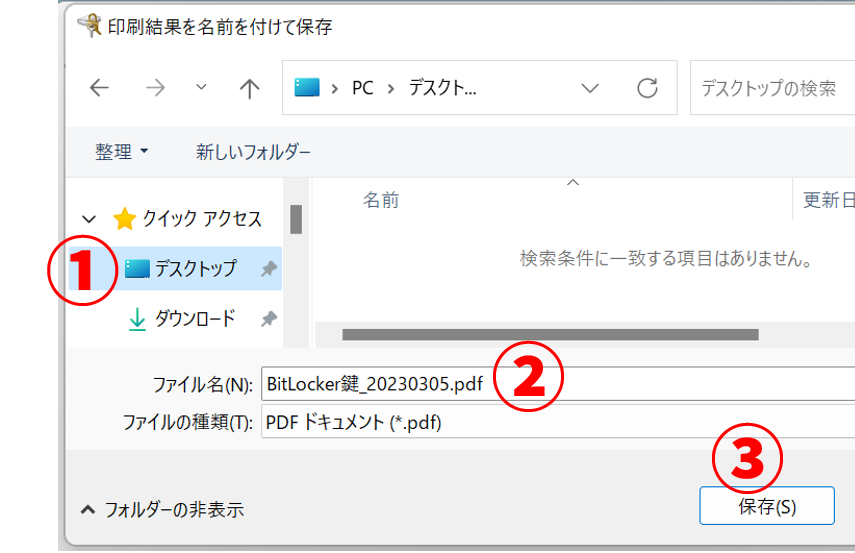 印刷結果を名前を付けて保存
PC デスクト... デスクトップの検索
整理 新しいフォルダー
名前 更新日
クイック アクセス
検索条件に一致する項目はありません。
① デスクトップ
ダウンロード
ファイル名(N): BitLocker鍵_20230305.pdf ②
ファイルの種類(T): PDF ドキュメント (*.pdf)
③
フォルダーの非表示 保存(S)